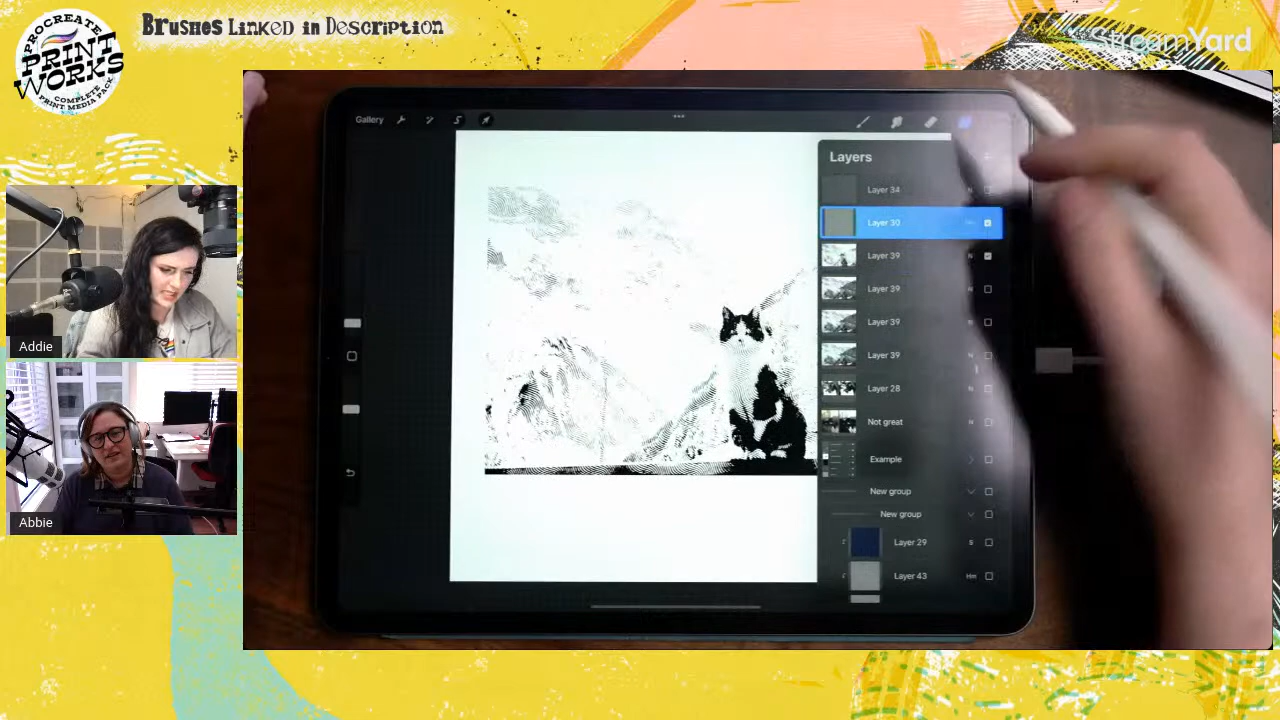 PROCREATE
PRINT
WORKS
COMPLETE
PRINT MEDIA PACK
Brushes Linked in Description
StreamYard
Gallery
Layers
Layer 34 N
Layer 30
Layer 39 N
Layer 39
Layer 39
Layer 39 N
Layer 28
Not great N
Example
New group
New group
Layer 29 S
Layer 43 Hm
Addie
Abbie